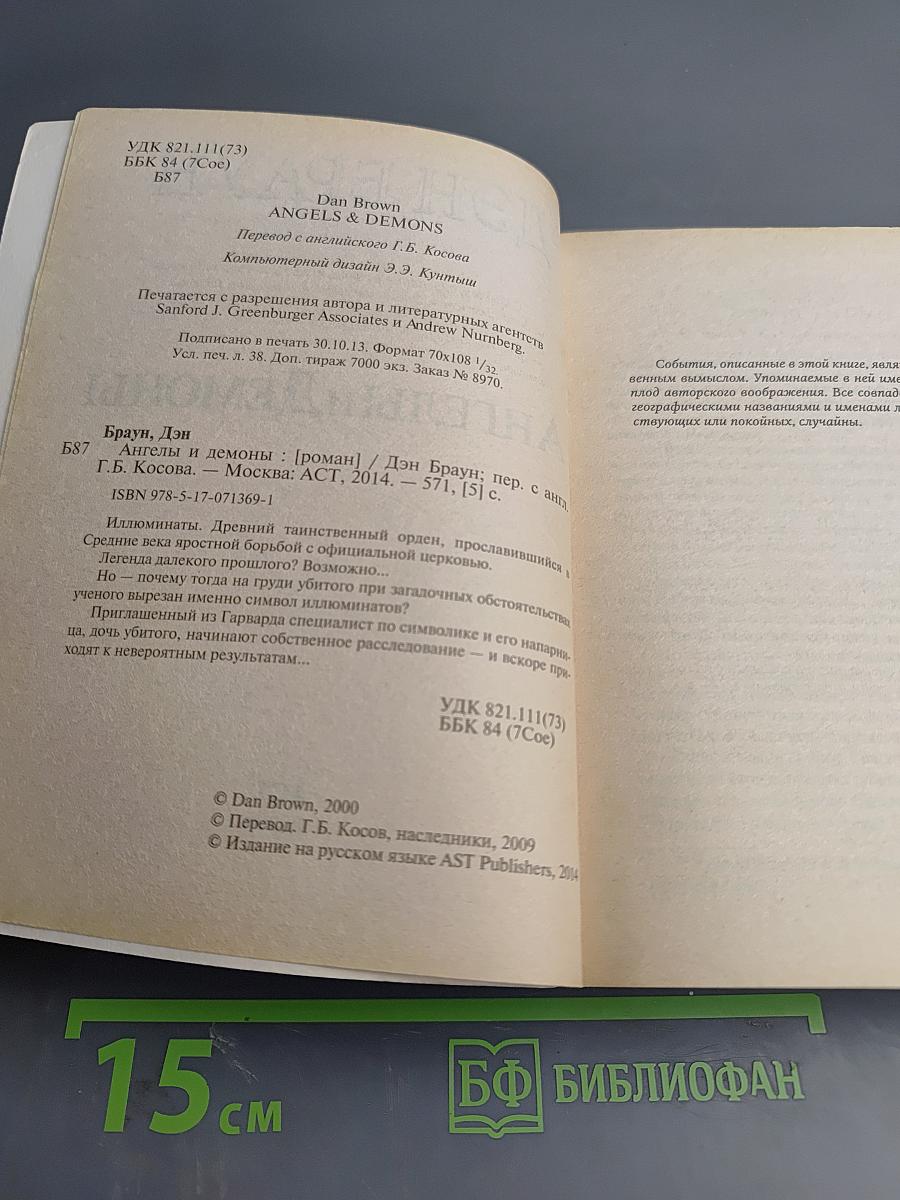 УДК 821.111(73)
ББК 84 (7Сое)
Б87
Dan Brown
ANGELS & DEMONS
Перевод с английского Г.Б. Косова
Компьютерный дизайн Э.Э. Кунтыш
Печатается с разрешения автора и литературных агентств
Sanford J. Greenburger Associates и Andrew Nurnberg.
Подписано в печать 30.10.13. Формат 70х108 1/32.
Усл. печ. л. 38. Доп. тираж 7000 экз. Заказ № 8970.
Браун, Дэн
Б87 Ангелы и демоны : [роман] / Дэн Браун; пер. с англ.
Г.Б. Косова. — Москва: АСТ, 2014. — 571, [5] с.
ISBN 978-5-17-071369-1
Иллюминаты. Древний таинственный орден, прославившийся в
Средние века яростной борьбой с официальной церковью.
Легенда далекого прошлого? Возможно...
Но — почему тогда на груди убитого при загадочных обстоятельствах
ученого вырезан именно символ иллюминатов?
Приглашенный из Гарварда специалист по символике и его напарни-
ца, дочь убитого, начинают собственное расследование — и вскоре при-
ходят к невероятным результатам...
УДК 821.111(73)
ББК 84 (7Сое)
© Dan Brown, 2000
© Перевод. Г.Б. Косов, наследники, 2009
© Издание на русском языке AST Publishers, 2014
События, описанные в этой книге, явля
венным вымыслом. Упоминаемые в ней име
плод авторского воображения. Все совпад
географическими названиями и именами л
ствующих или покойных, случайны.
15 см
БФ БИБЛИОФАН